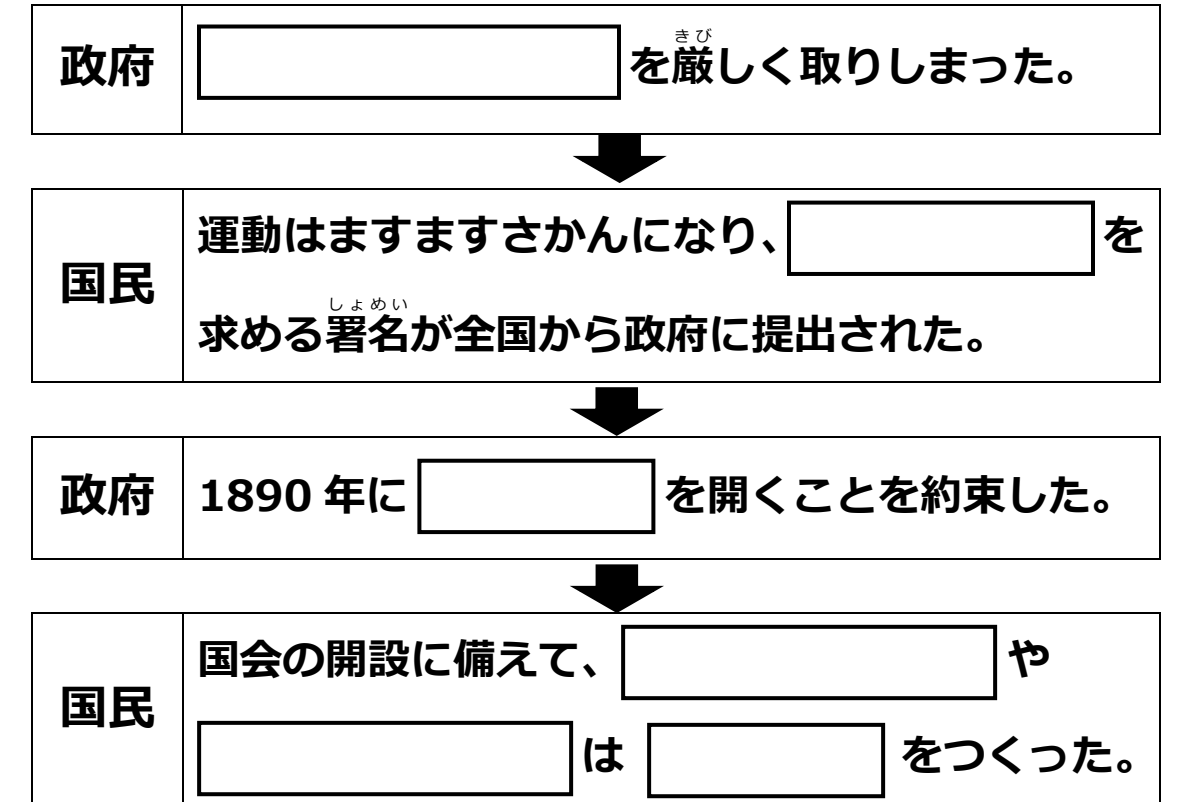 政府
を厳しく取りしまった。
きび
国民
運動はますますさかんになり、 を
求める署名が全国から政府に提出された。
しょめい
政府
1890 年に を開くことを約束した。
国民
国会の開設に備えて、 や
は をつくった。